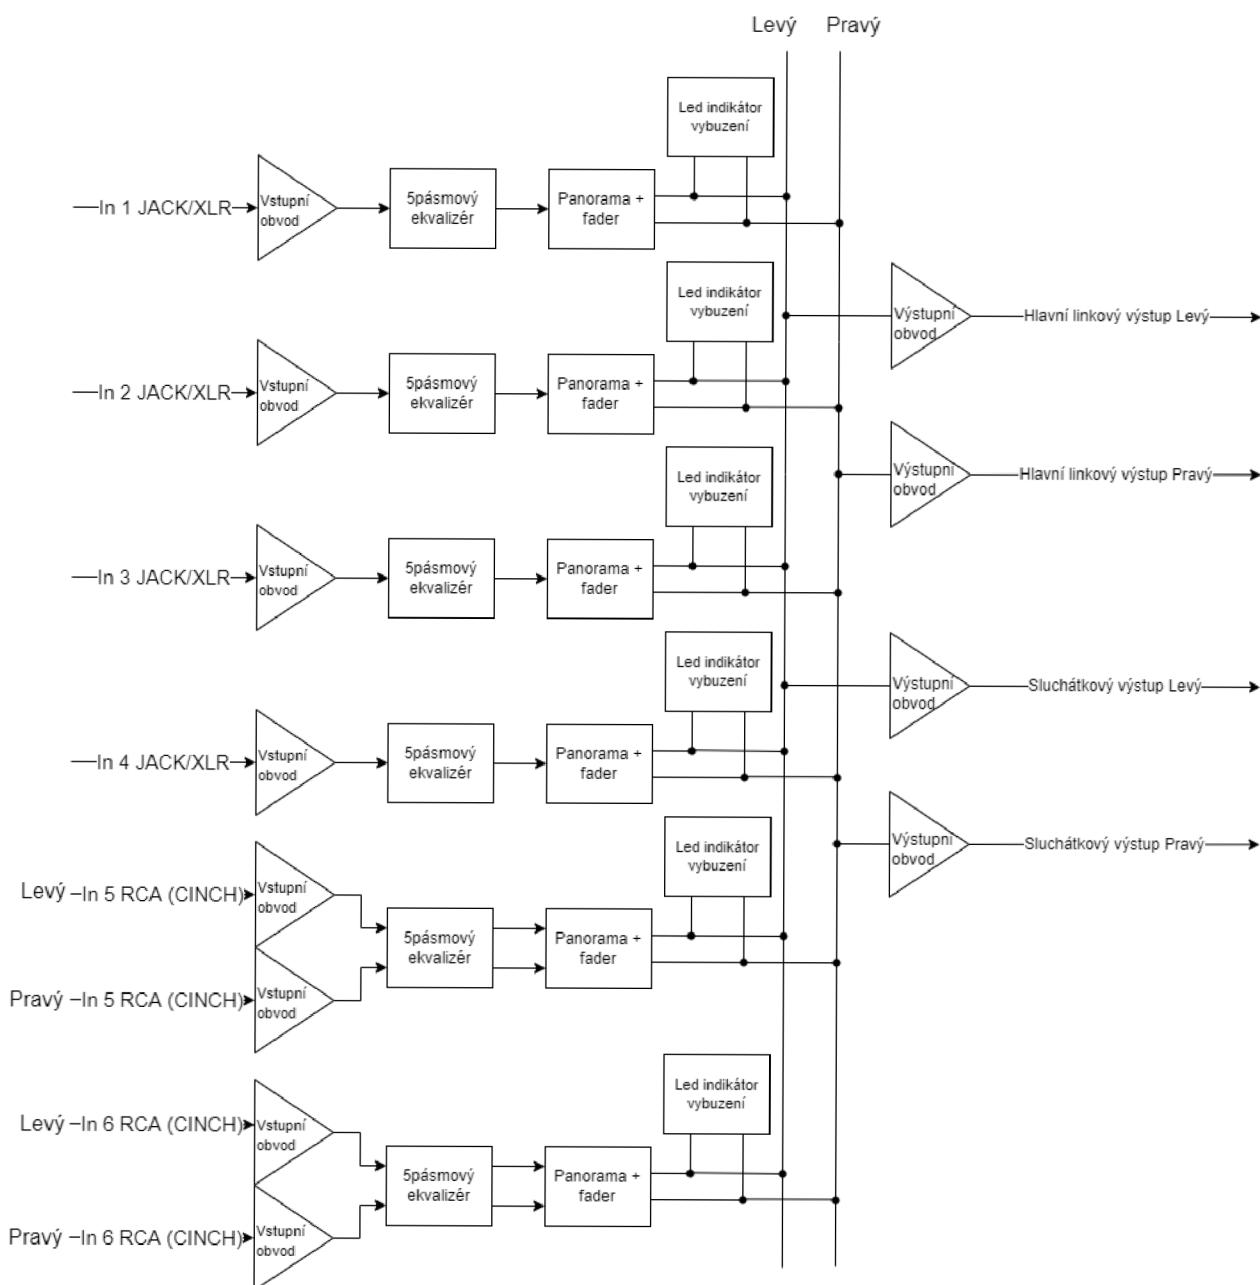 Levý Pravý
Led indikátor
vybuzení
In 1 JACK/XLR
Vstupní
obvod
5pásmový
ekvalizér
Panorama +
fader
Led indikátor
vybuzení
Výstupní
obvod
Hlavní linkový výstup Levý
In 2 JACK/XLR
Vstupní
obvod
5pásmový
ekvalizér
Panorama +
fader
Led indikátor
vybuzení
Výstupní
obvod
Hlavní linkový výstup Pravý
In 3 JACK/XLR
Vstupní
obvod
5pásmový
ekvalizér
Panorama +
fader
Led indikátor
vybuzení
Výstupní
obvod
Sluchátkový výstup Levý
In 4 JACK/XLR
Vstupní
obvod
5pásmový
ekvalizér
Panorama +
fader
Led indikátor
vybuzení
Výstupní
obvod
Sluchátkový výstup Pravý
Levý –In 5 RCA (CINCH)
Vstupní
obvod
5pásmový
ekvalizér
Panorama +
fader
Pravý –In 5 RCA (CINCH)
Vstupní
obvod
Led indikátor
vybuzení
Levý –In 6 RCA (CINCH)
Vstupní
obvod
5pásmový
ekvalizér
Panorama +
fader
Pravý –In 6 RCA (CINCH)
Vstupní
obvod